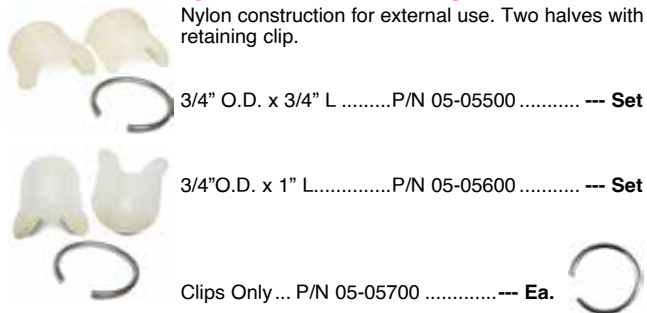 Nylon construction for external use. Two halves with
retaining clip.
3/4” O.D. x 3/4” L .........P/N 05-05500 ........... --- Set
3/4”O.D. x 1” L..............P/N 05-05600 ........... --- Set
Clips Only ... P/N 05-05700 .............--- Ea.